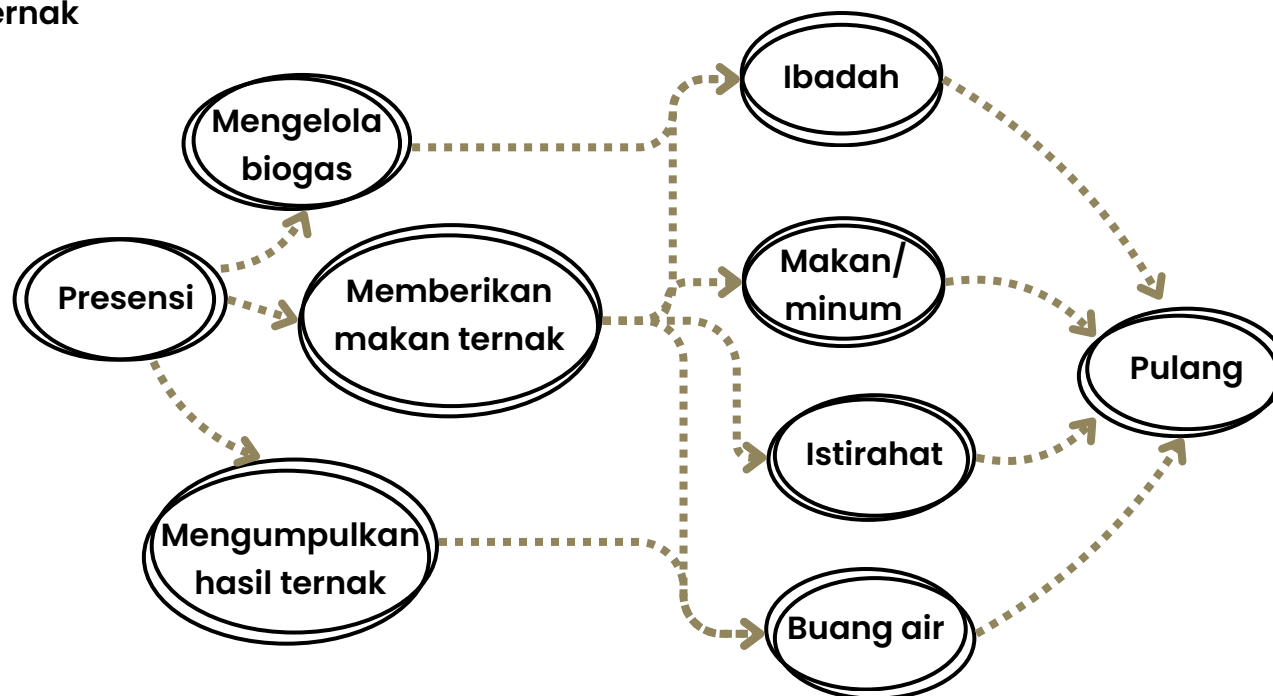 ernak
Mengelola
biogas
Presensi
Memberikan
makan ternak
Mengumpulkan
hasil ternak
Ibadah
Makan/
minum
Istirahat
Buang air
Pulang